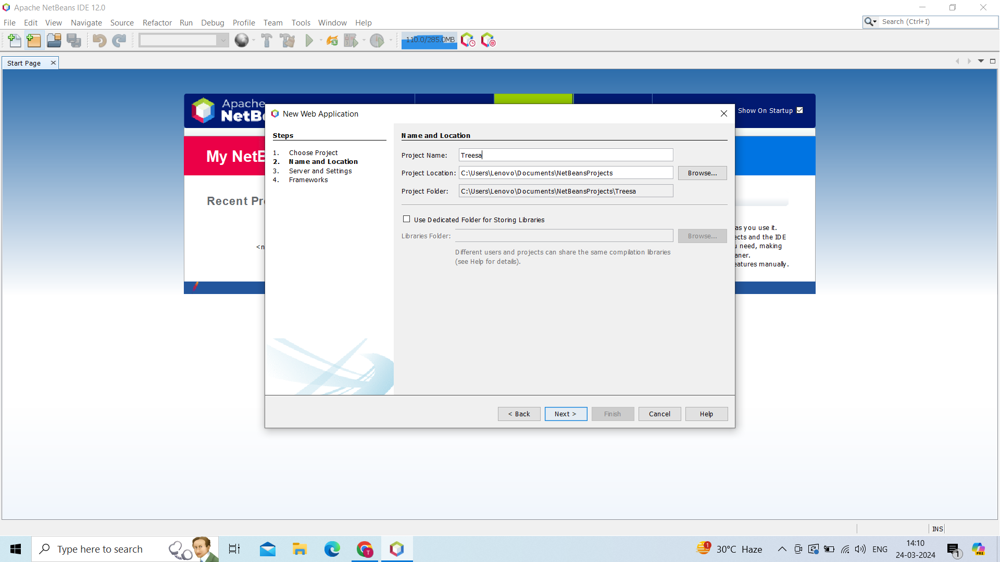 Apache NetBeans IDE 12.0
File Edit View Navigate Source Refactor Run Debug Profile Team Tools Window Help
Search (Ctrl+I)
110.0/285.0MB
Start Page
Apache
NetB
Show On Startup
My NetB
Recent Pr
<n
as you use it.
ects and the IDE
need, making
aner.
eatures manually.
New Web Application
Steps
1. Choose Project
2. Name and Location
3. Server and Settings
4. Frameworks
Name and Location
Project Name: Treesa
Project Location: C:\Users\Lenovo\Documents\NetBeansProjects Browse...
Project Folder: C:\Users\Lenovo\Documents\NetBeansProjects\Treesa
Use Dedicated Folder for Storing Libraries
Libraries Folder: Browse...
Different users and projects can share the same compilation libraries
(see Help for details).
< Back Next > Finish Cancel Help
INS
Type here to search
T
1
30°C Haze
ENG
14:10
24-03-2024
1
PRE